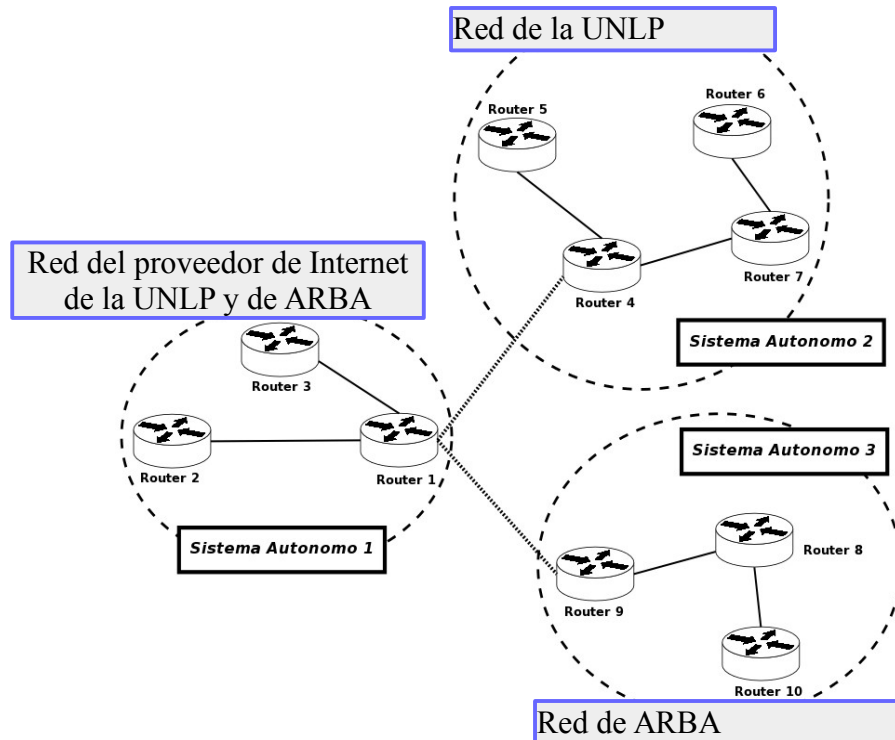 Red de la UNLP
Router 5
Router 6
Router 4
Router 7
Sistema Autonomo 2
Red del proveedor de Internet
de la UNLP y de ARBA
Router 3
Router 2
Router 1
Sistema Autonomo 1
Sistema Autonomo 3
Router 8
Router 9
Router 10
Red de ARBA